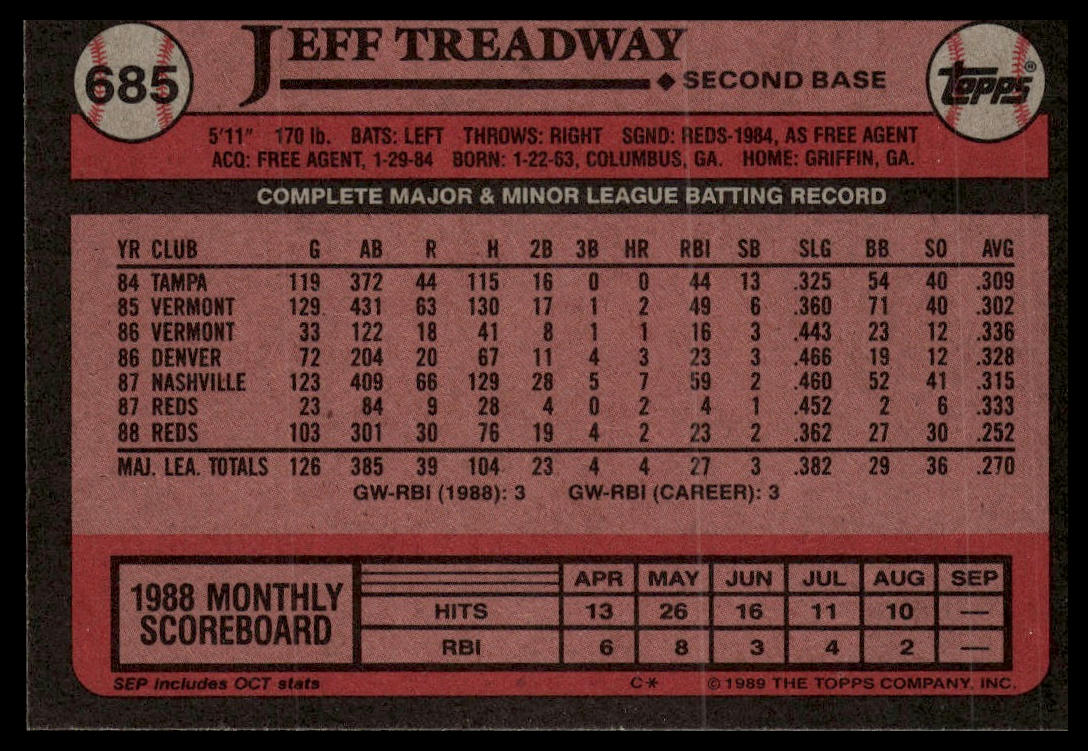 685
JEFF TREADWAY
◆ SECOND BASE
Topps®
5'11" 170 lb. BATS: LEFT THROWS: RIGHT SGND: REDS-1984, AS FREE AGENT
ACQ: FREE AGENT, 1-29-84 BORN: 1-22-63, COLUMBUS, GA. HOME: GRIFFIN, GA.
COMPLETE MAJOR & MINOR LEAGUE BATTING RECORD
YR CLUB G AB R H 2B 3B HR RBI SB SLG BB SO AVG
84 TAMPA 119 372 44 115 16 0 0 44 13 .325 54 40 .309
85 VERMONT 129 431 63 130 17 1 2 49 6 .360 71 40 .302
86 VERMONT 33 122 18 41 8 1 1 16 3 .443 23 12 .336
86 DENVER 72 204 20 67 11 4 3 23 3 .466 19 12 .328
87 NASHVILLE 123 409 66 129 28 5 7 59 2 .460 52 41 .315
87 REDS 23 84 9 28 4 0 2 4 1 .452 2 6 .333
88 REDS 103 301 30 76 19 4 2 23 2 .362 27 30 .252
MAJ. LEA. TOTALS 126 385 39 104 23 4 4 27 3 .382 29 36 .270
GW-RBI (1988): 3 GW-RBI (CAREER): 3
1988 MONTHLY
SCOREBOARD
APR MAY JUN JUL AUG SEP
HITS 13 26 16 11 10 —
RBI 6 8 3 4 2 —
SEP includes OCT stats C* © 1989 THE TOPPS COMPANY, INC.